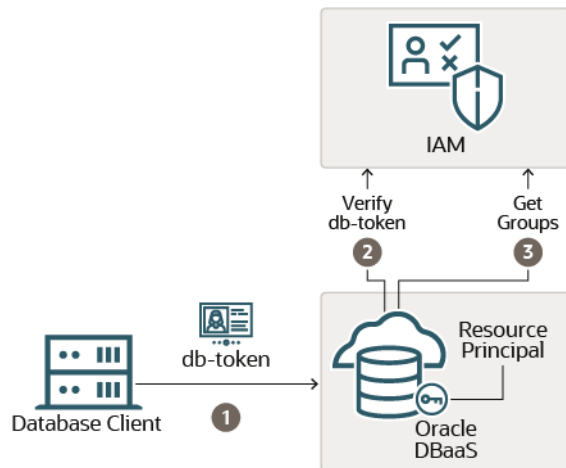 IAM
Verify
db-token
2
Get
Groups
3
db-token
1
Database Client
Resource
Principal
Oracle
DBaaS